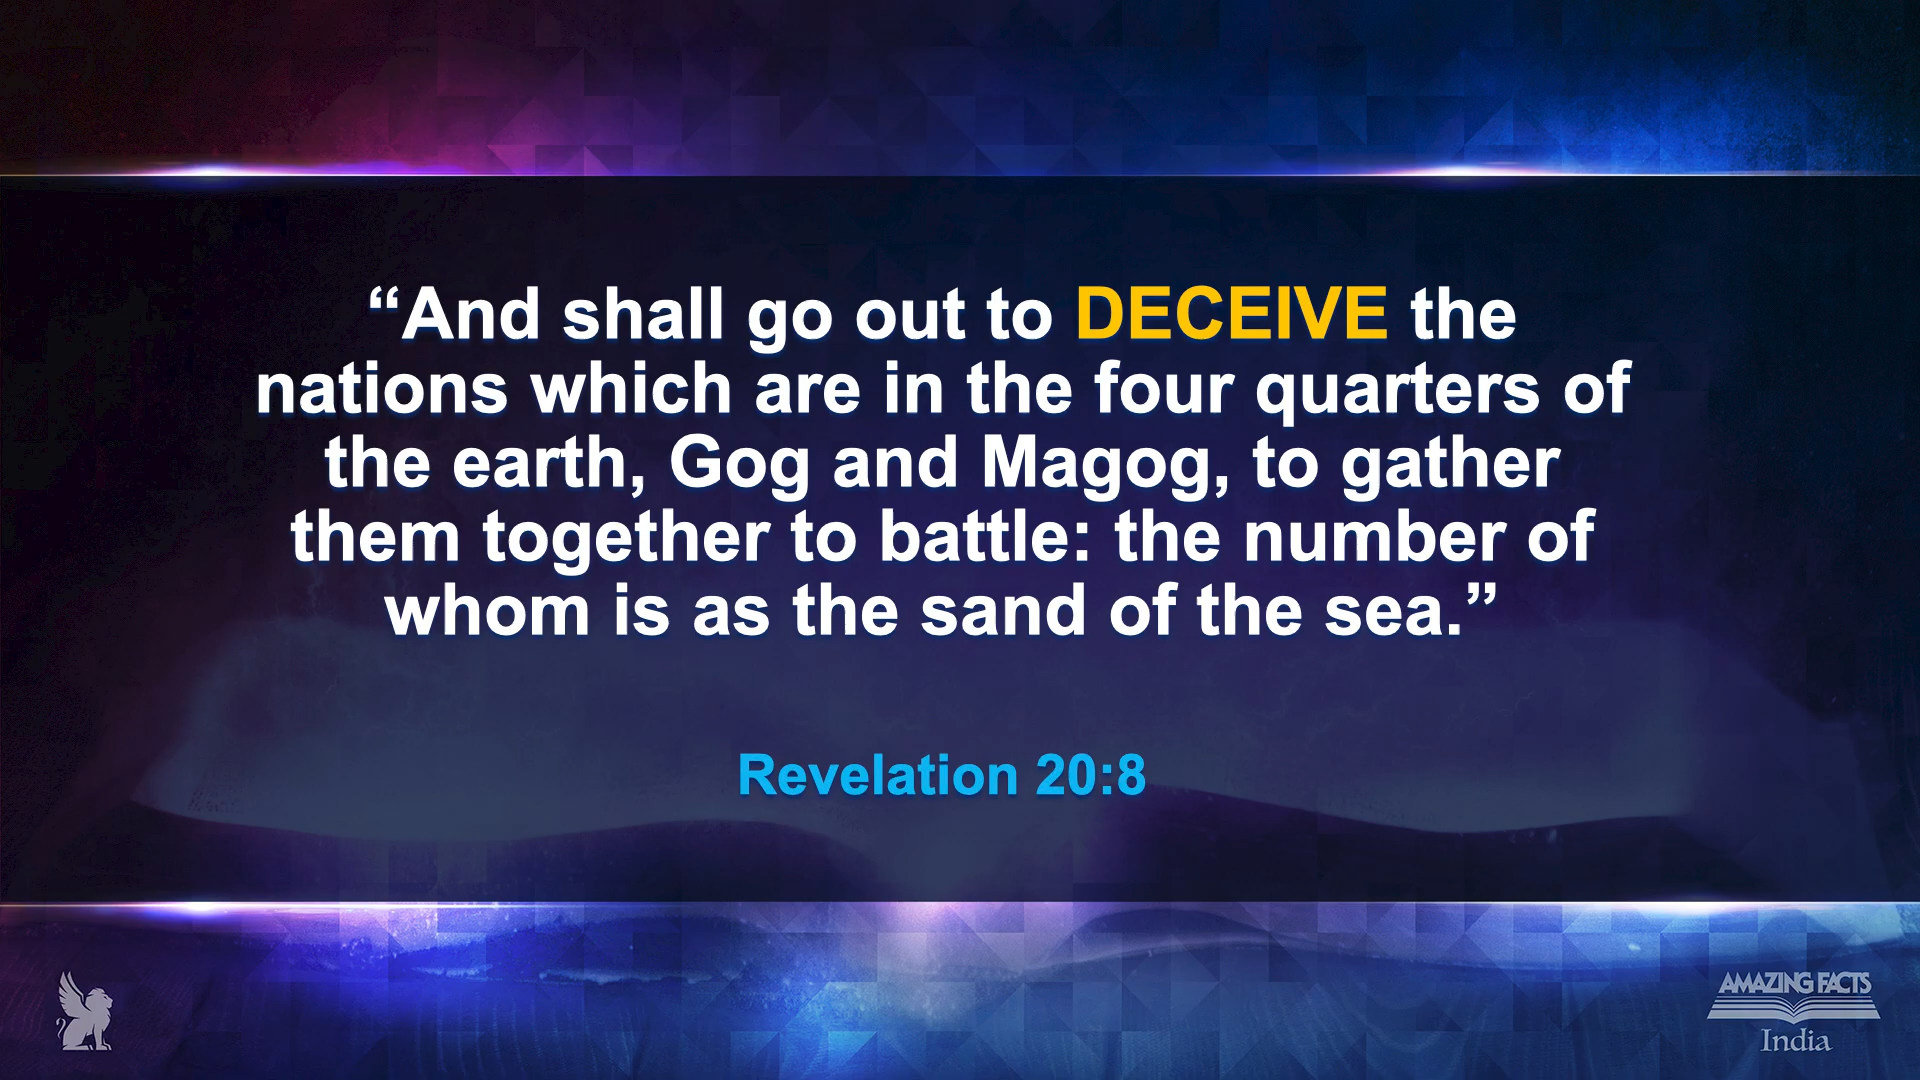 “And shall go out to DECEIVE the
nations which are in the four quarters of
the earth, Gog and Magog, to gather
them together to battle: the number of
whom is as the sand of the sea.”
Revelation 20:8
AMAZING FACTS
India